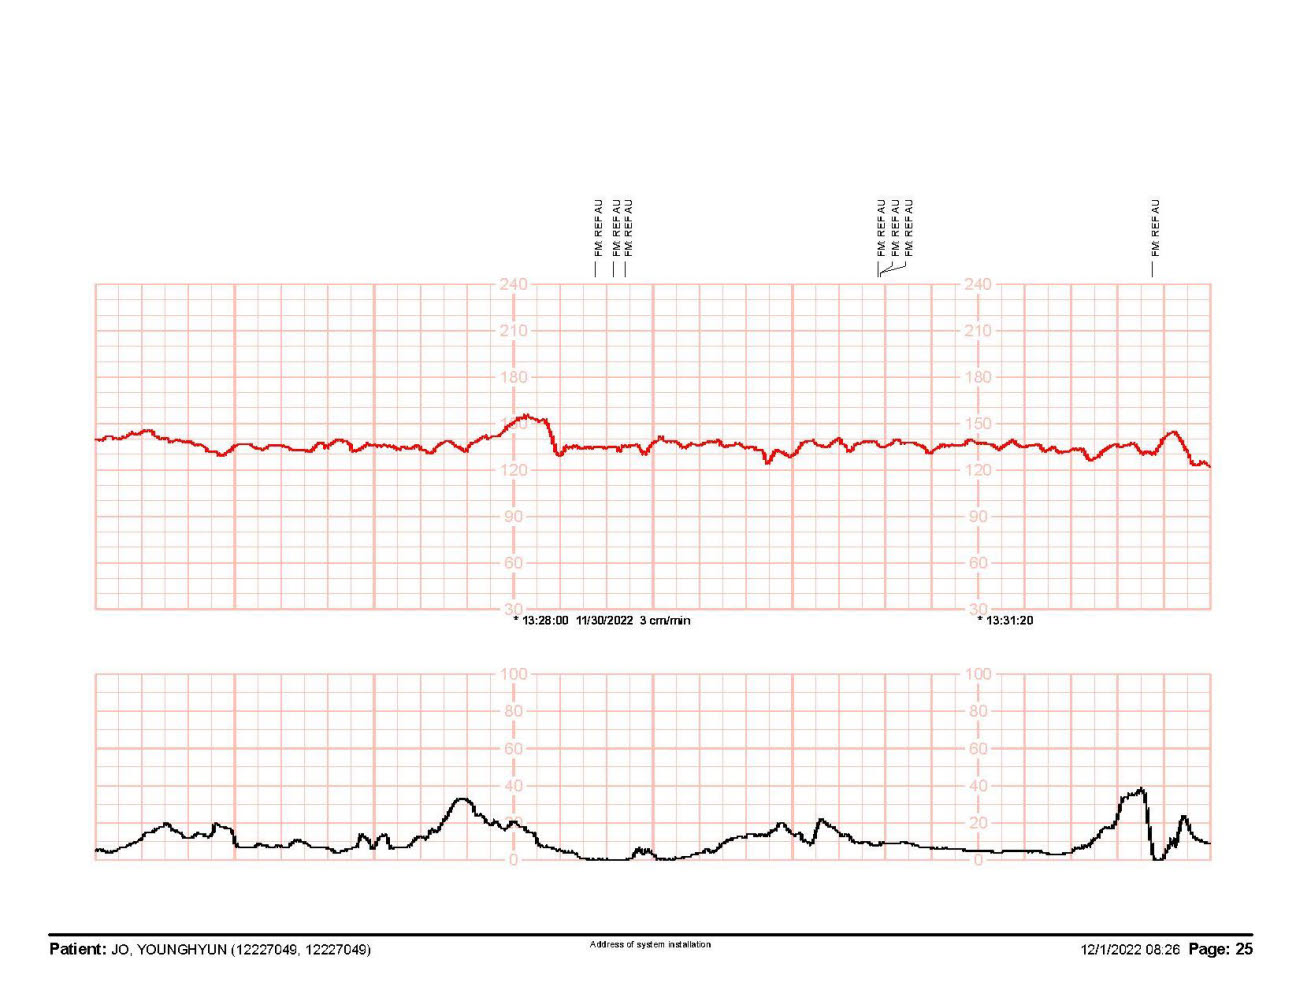 FM: REF AU
FM: REF AU
FM: REF AU
FM: REF AU
FM: REF AU
FM: REF AU
FM: REF AU
240 240
210 210
180 180
150 150
120 120
90 90
60 60
30 30
* 13:28:00 11/30/2022 3 cm/min * 13:31:20
100 100
80 80
60 60
40 40
20 20
0 0
Patient: JO, YOUNGHYUN (12227049, 12227049) Address of system installation 12/1/2022 08:26 Page: 25